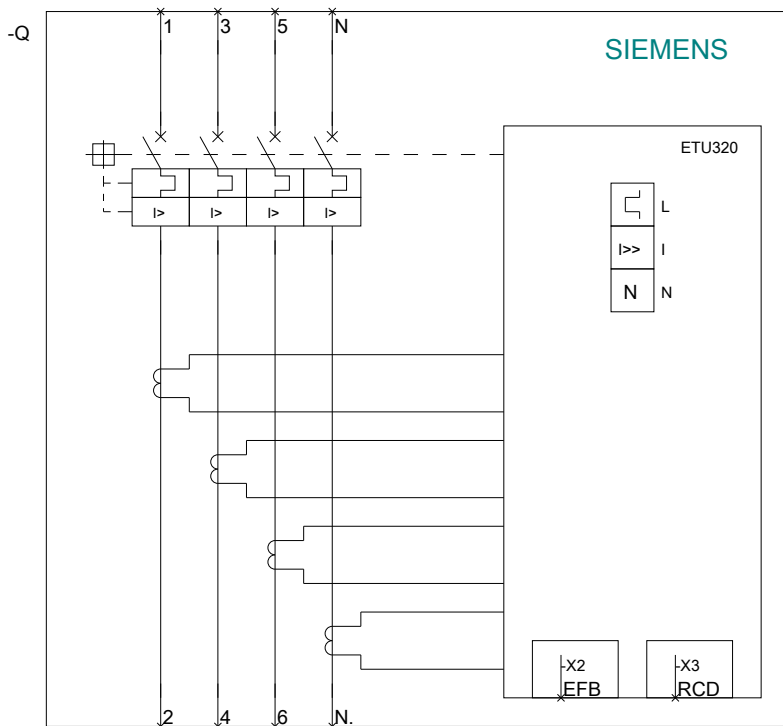 1 3 5 N
-Q
SIEMENS
ETU320
L
I> I> I> I>
I>> I
N N
-X2 -X3
EFB RCD
2 4 6 N.